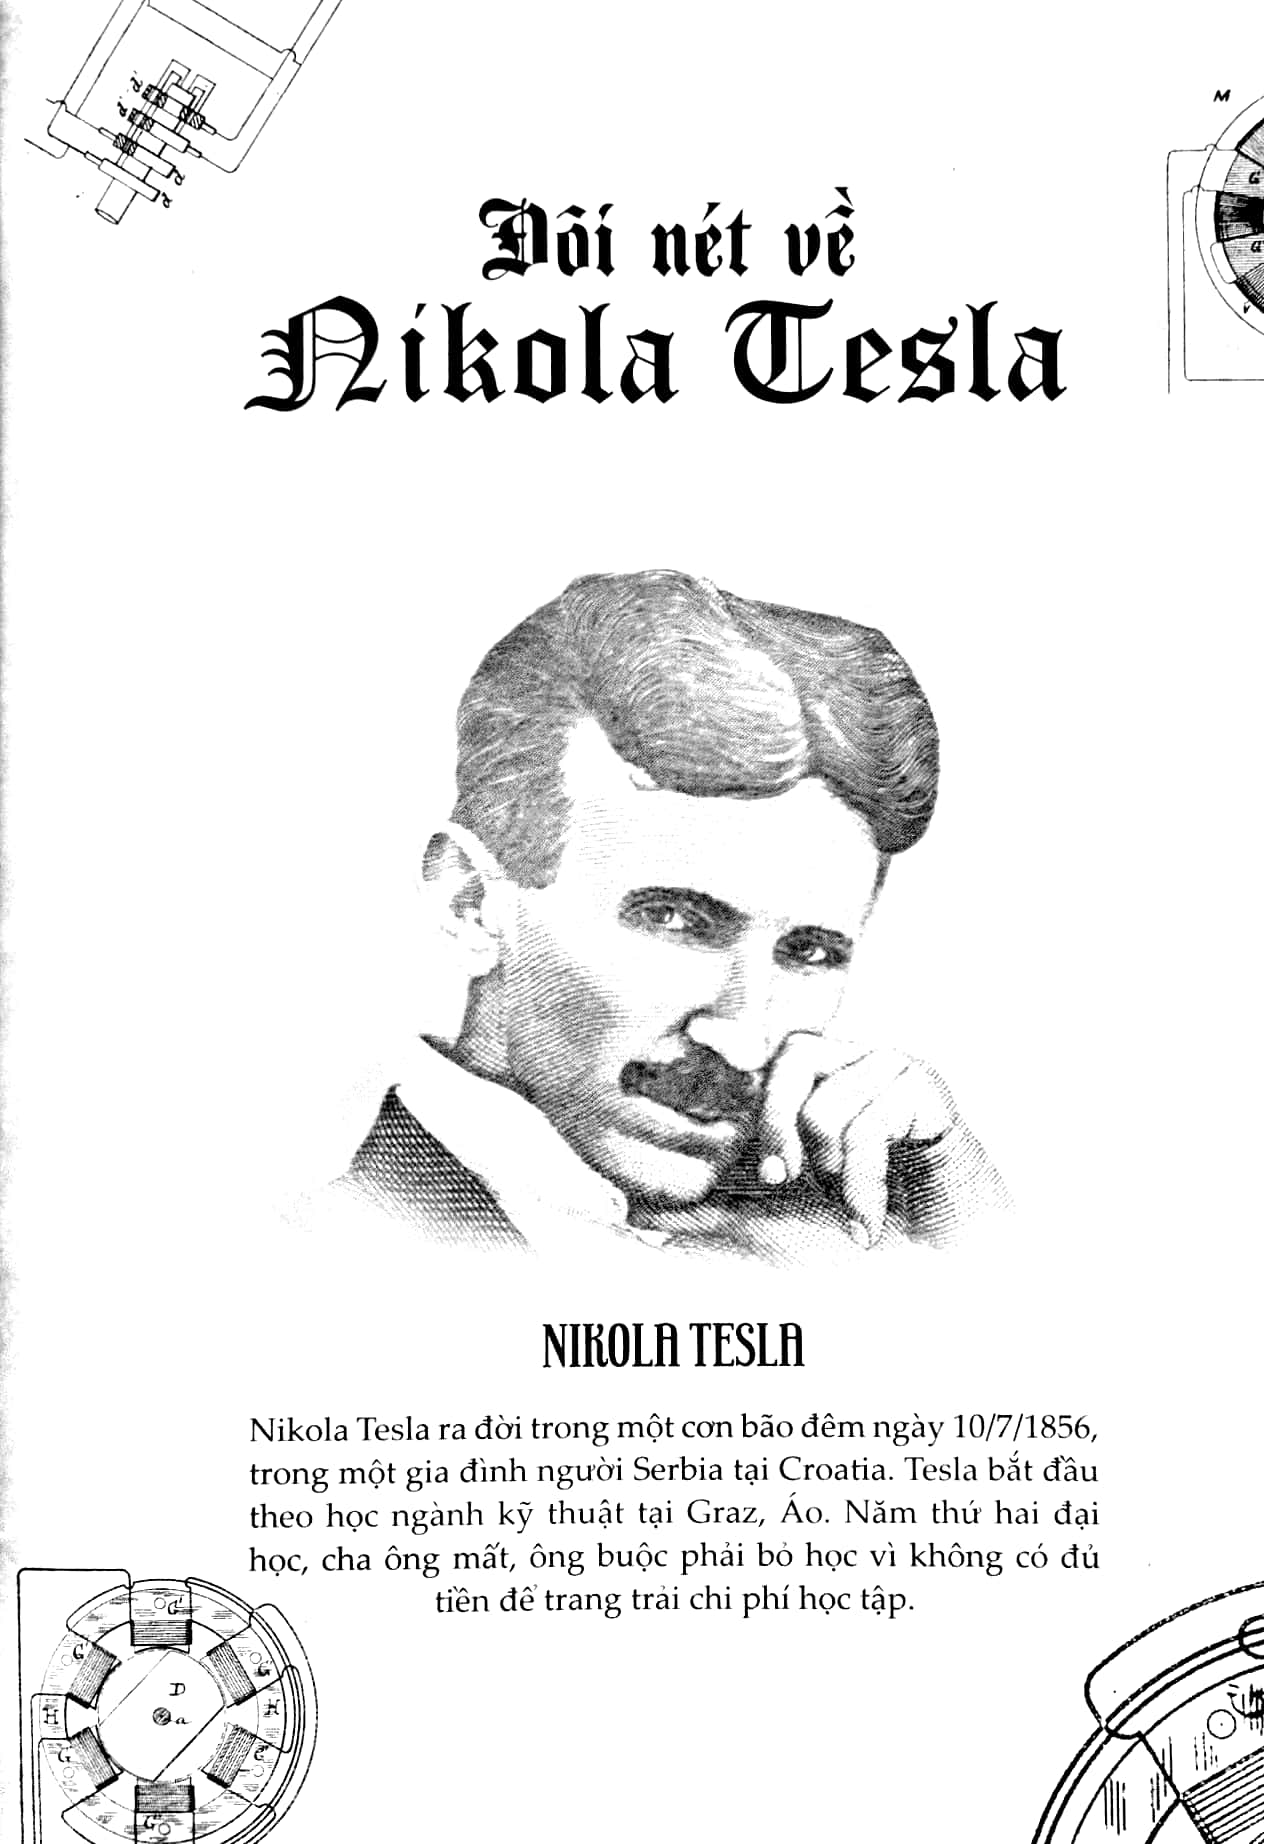 M
Đôi nét về
Nikola Tesla
NIKOLA TESLA
Nikola Tesla ra đời trong một cơn bão đêm ngày 10/7/1856,
trong một gia đình người Serbia tại Croatia. Tesla bắt đầu
theo học ngành kỹ thuật tại Graz, Áo. Năm thứ hai đại
học, cha ông mất, ông buộc phải bỏ học vì không có đủ
tiền để trang trải chi phí học tập.
G'
G'
G
D
H
a
H
G
G'
G''